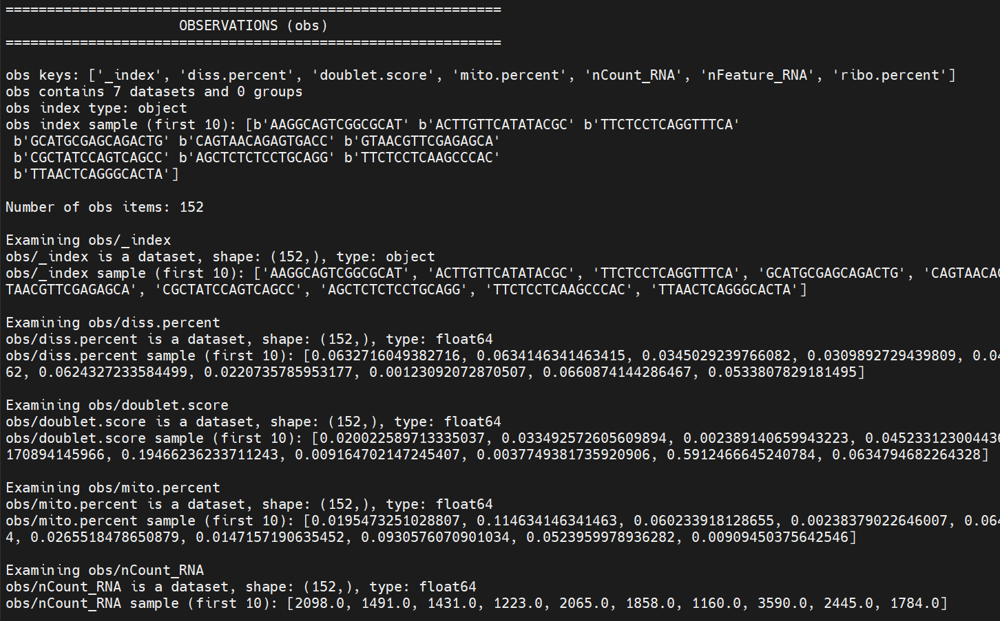 ============================================================
OBSERVATIONS (obs)
============================================================
obs keys: ['_index', 'diss.percent', 'doublet.score', 'mito.percent', 'nCount_RNA', 'nFeature_RNA', 'ribo.percent']
obs contains 7 datasets and 0 groups
obs index type: object
obs index sample (first 10): [b'AAGGCAGTCGGCGCAT' b'ACTTGTTCATATACGC' b'TTCTCCTCAGGTTTCA'
b'GCATGCGAGCAGACTG' b'CAGTAACAGAGTGACC' b'GTAACGTTCGAGAGCA'
b'CGCTATCCAGTCAGCC' b'AGCTCTCTCCTGCAGG' b'TTCTCCTCAAGCCCAC'
b'TTAACTCAGGGCACTA']
Number of obs items: 152
Examining obs/_index
obs/_index is a dataset, shape: (152,), type: object
obs/_index sample (first 10): ['AAGGCAGTCGGCGCAT', 'ACTTGTTCATATACGC', 'TTCTCCTCAGGTTTCA', 'GCATGCGAGCAGACTG', 'CAGTAACAG
TAACGTTCGAGAGCA', 'CGCTATCCAGTCAGCC', 'AGCTCTCTCCTGCAGG', 'TTCTCCTCAAGCCCAC', 'TTAACTCAGGGCACTA']
Examining obs/diss.percent
obs/diss.percent is a dataset, shape: (152,), type: float64
obs/diss.percent sample (first 10): [0.0632716049382716, 0.0634146341463415, 0.0345029239766082, 0.0309892729439809, 0.04
62, 0.0624327233584499, 0.0220735785953177, 0.00123092072870507, 0.0660874144286467, 0.0533807829181495]
Examining obs/doublet.score
obs/doublet.score is a dataset, shape: (152,), type: float64
obs/doublet.score sample (first 10): [0.020022589713335037, 0.033492572605609894, 0.002389140659943223, 0.0452331230044436
170894145966, 0.19466236233711243, 0.009164702147245407, 0.0037749381735920906, 0.5912466645240784, 0.0634794682264328]
Examining obs/mito.percent
obs/mito.percent is a dataset, shape: (152,), type: float64
obs/mito.percent sample (first 10): [0.0195473251028807, 0.114634146341463, 0.060233918128655, 0.00238379022646007, 0.064
4, 0.0265518478650879, 0.0147157190635452, 0.0930576070901034, 0.0523959978936282, 0.00909450375642546]
Examining obs/nCount_RNA
obs/nCount_RNA is a dataset, shape: (152,), type: float64
obs/nCount_RNA sample (first 10): [2098.0, 1491.0, 1431.0, 1223.0, 2065.0, 1858.0, 1160.0, 3590.0, 2445.0, 1784.0]